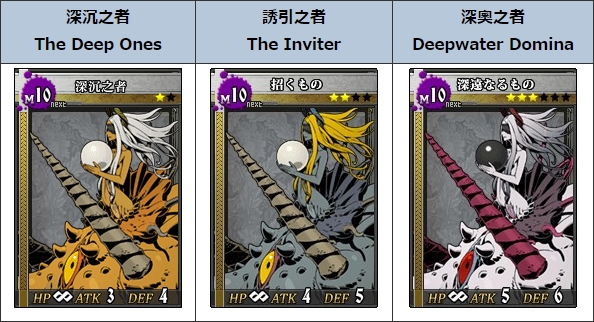 深沉之者
The Deep Ones
誘引之者
The Inviter
深奧之者
Deepwater Domina
M10
next
深沉之者
M10
next
招くもの
M10
next
深遠なるもの
HP ∞ ATK 3 DEF 4
HP ∞ ATK 4 DEF 5
HP ∞ ATK 5 DEF 6